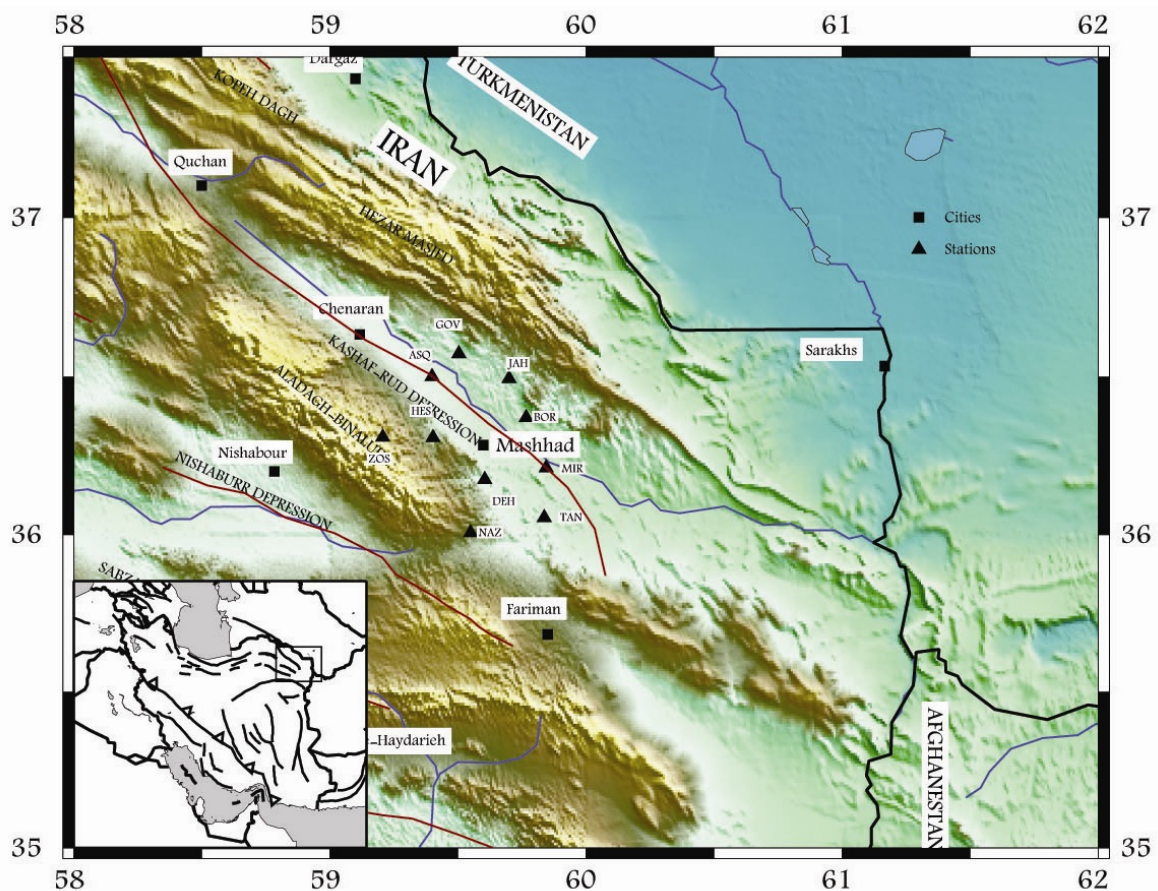 58 59 60 61 62
Dargaz
TURKMENISTAN
KOPEH DAGH
IRAN
Quchan
37 37
Cities
HEZAR MASJED
Stations
Chenaran
GOV
Sarakhs
ASQ
JAH
KASHAF-RUD DEPRESSION
ALADAGH-BINALUD
HES
BOR
Mashhad
Nishabour
ZOS
MIR
NISHABURR DEPRESSION
DEH
TAN
NAZ
36 36
SABZ
Fariman
-Haydarieh
AFGHANESTAN
35 35
58 59 60 61 62